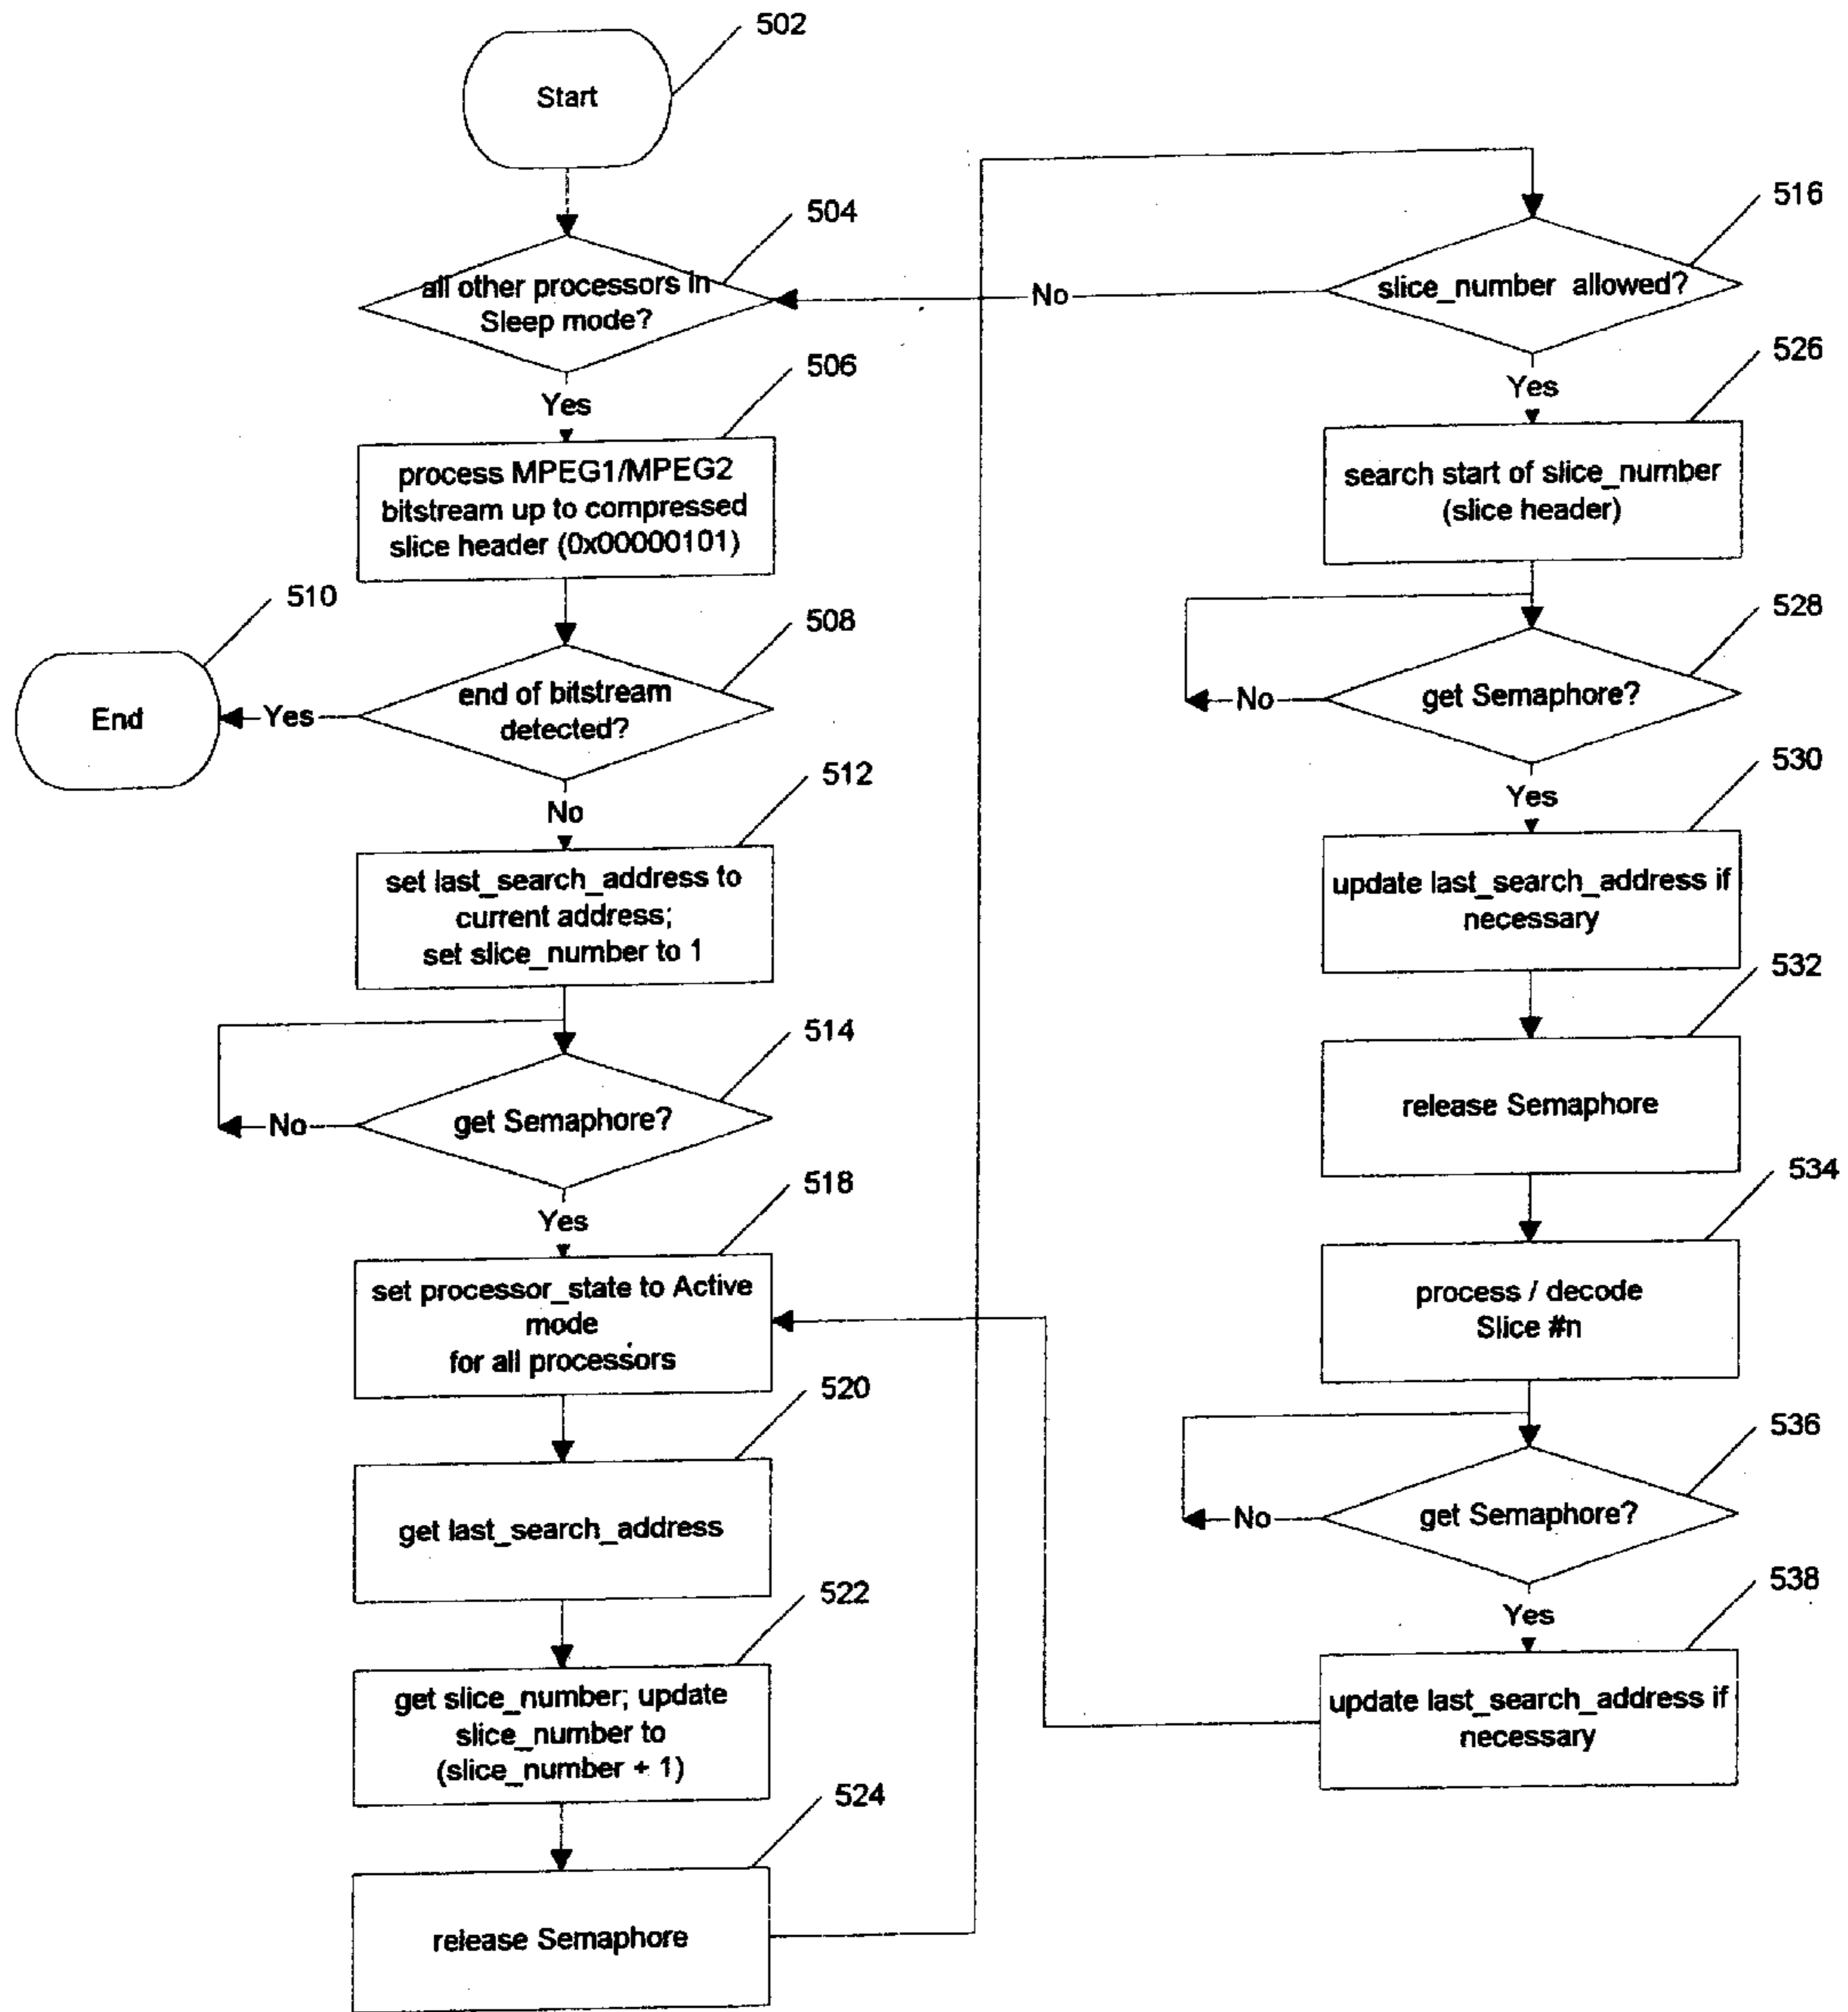 502
Start
504
all other processors in
Sleep mode?
Yes
506
process MPEG1/MPEG2
bitstream up to compressed
slice header (0x00000101)
508
end of bitstream
detected?
Yes
510
End
No
512
set last_search_address to
current address;
set slice_number to 1
514
get Semaphore?
No
Yes
518
set processor_state to Active
mode
for all processors
520
get last_search_address
522
get slice_number; update
slice_number to
(slice_number + 1)
524
release Semaphore
516
slice_number allowed?
No
Yes
526
search start of slice_number
(slice header)
528
get Semaphore?
No
Yes
530
update last_search_address if
necessary
532
release Semaphore
534
process / decode
Slice #n
536
get Semaphore?
No
Yes
538
update last_search_address if
necessary